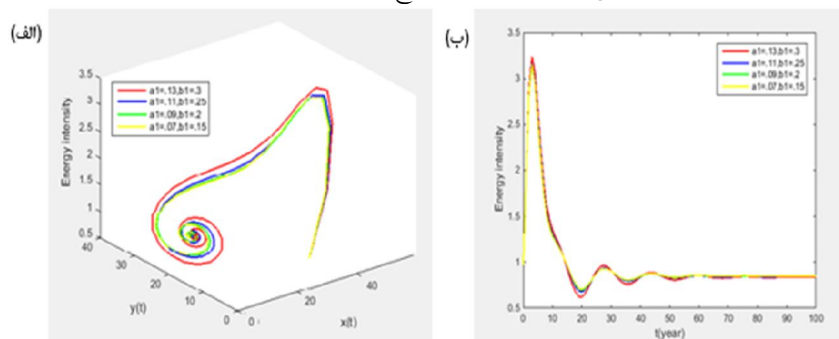 (الف)
3.5
3
2.5
2
1.5
1
0.5
Energy intensity
a1=.13,b1=.3
a1=.11,b1=.25
a1=.09,b1=.2
a1=.07,b1=.15
40
30
20
10
0
y(t)
0
20
40
x(t)
(ب)
3.5
3
2.5
2
1.5
1
0.5
Energy intensity
a1=.13,b1=.3
a1=.11,b1=.25
a1=.09,b1=.2
a1=.07,b1=.15
0 10 20 30 40 50 60 70 80 90 100
t(year)